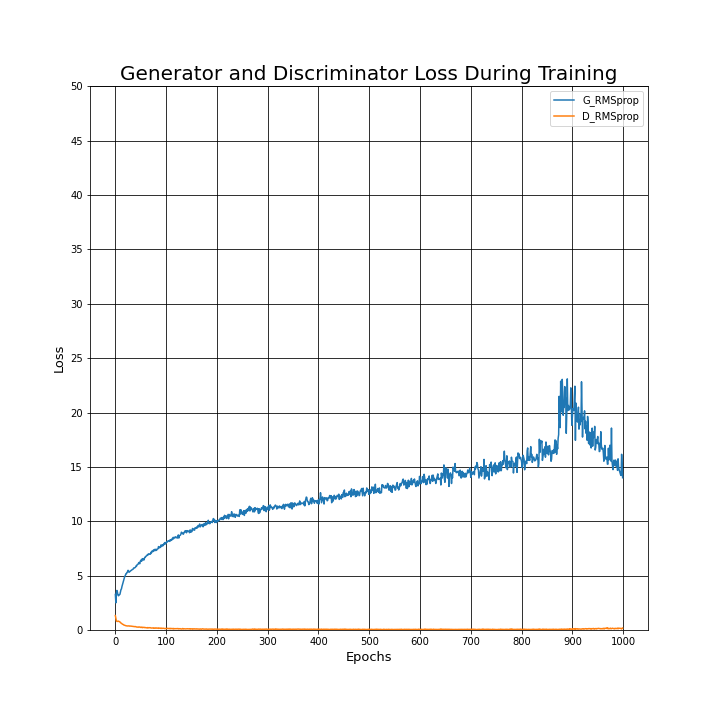 Generator and Discriminator Loss During Training
G_RMSprop
D_RMSprop
50
45
40
35
30
25
20
15
10
5
0
Loss
0 100 200 300 400 500 600 700 800 900 1000
Epochs